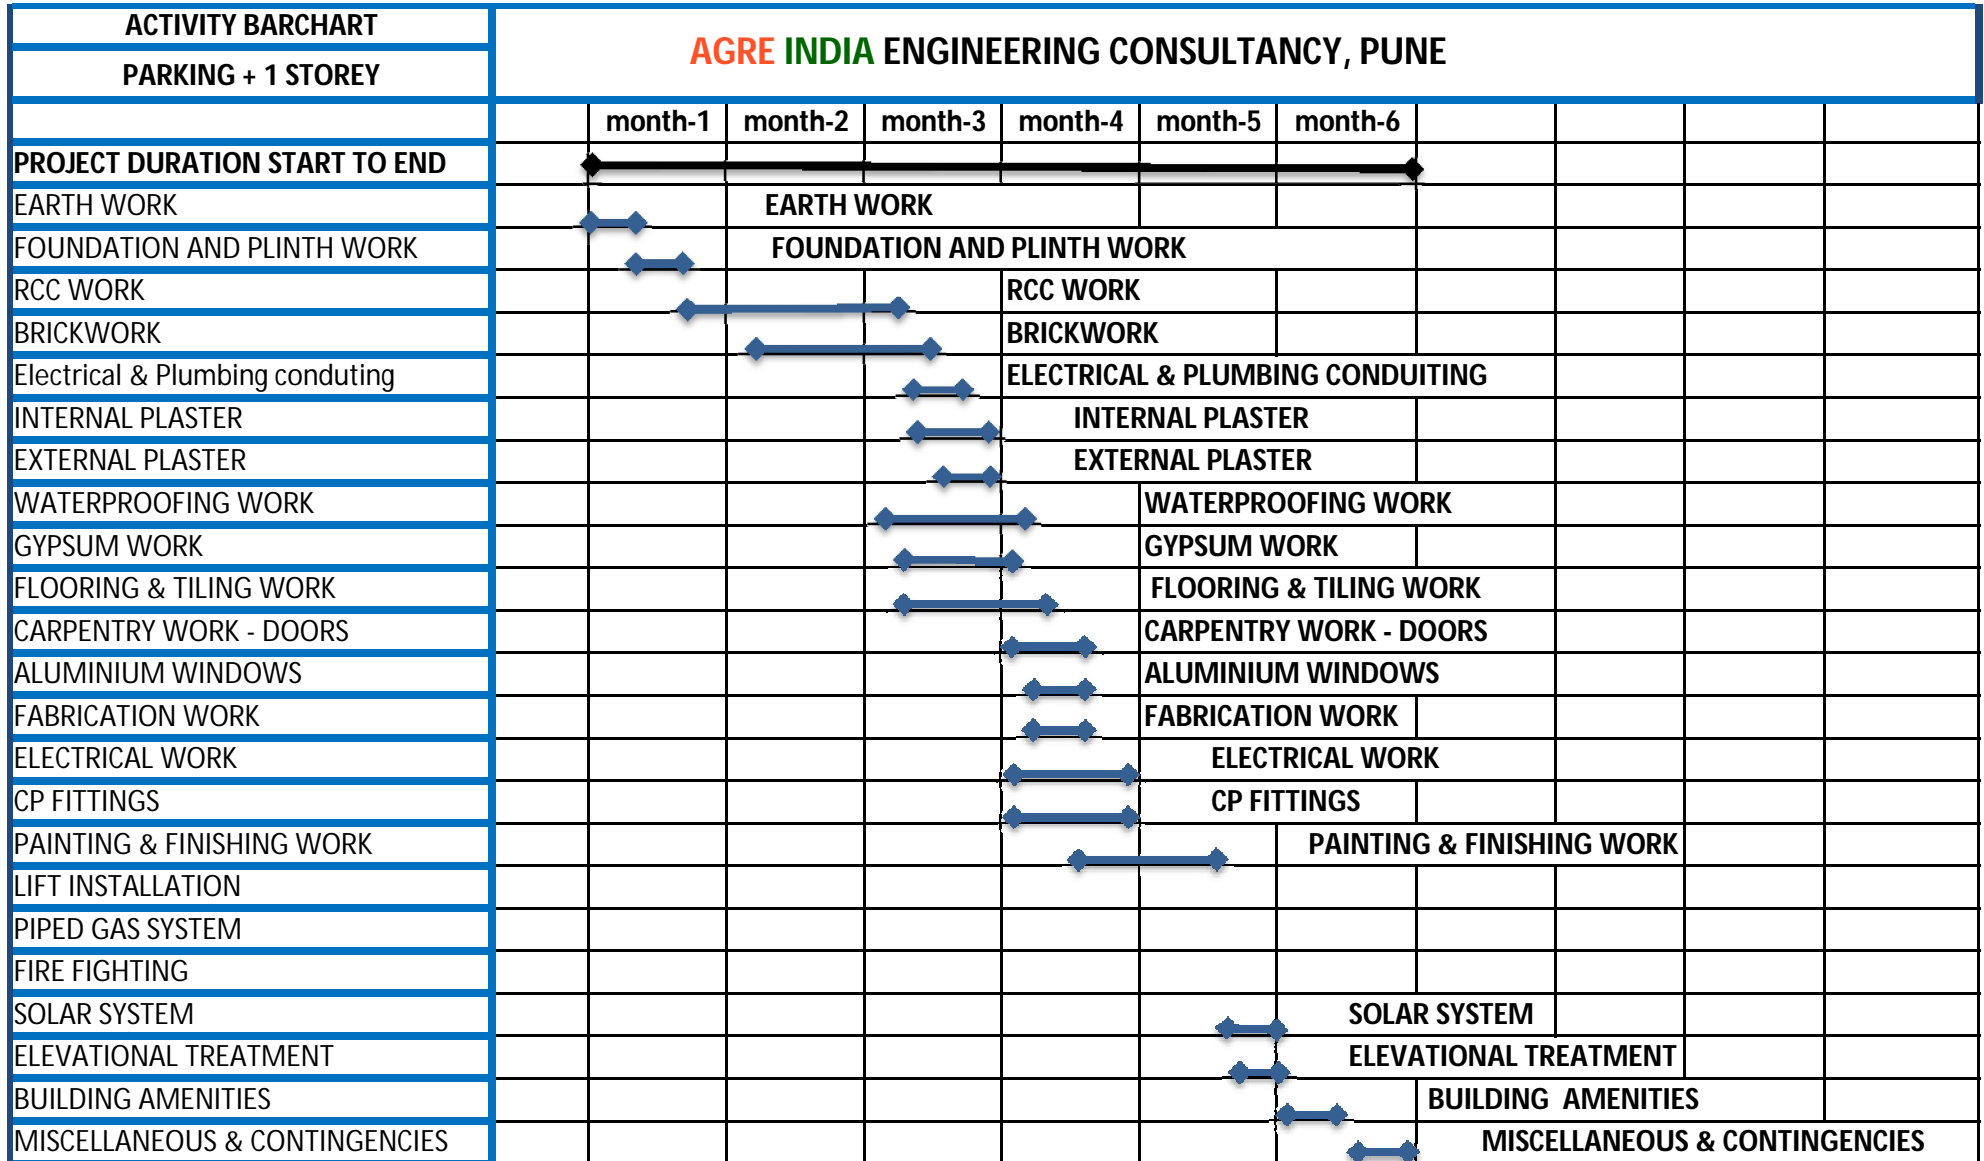 ACTIVITY BARCHART
AGRE INDIA ENGINEERING CONSULTANCY, PUNE
PARKING + 1 STOREY
month-1 month-2 month-3 month-4 month-5 month-6
PROJECT DURATION START TO END
EARTH WORK EARTH WORK
FOUNDATION AND PLINTH WORK FOUNDATION AND PLINTH WORK
RCC WORK RCC WORK
BRICKWORK BRICKWORK
Electrical & Plumbing conduting ELECTRICAL & PLUMBING CONDUITING
INTERNAL PLASTER INTERNAL PLASTER
EXTERNAL PLASTER EXTERNAL PLASTER
WATERPROOFING WORK WATERPROOFING WORK
GYPSUM WORK GYPSUM WORK
FLOORING & TILING WORK FLOORING & TILING WORK
CARPENTRY WORK - DOORS CARPENTRY WORK - DOORS
ALUMINIUM WINDOWS ALUMINIUM WINDOWS
FABRICATION WORK FABRICATION WORK
ELECTRICAL WORK ELECTRICAL WORK
CP FITTINGS CP FITTINGS
PAINTING & FINISHING WORK PAINTING & FINISHING WORK
LIFT INSTALLATION
PIPED GAS SYSTEM
FIRE FIGHTING
SOLAR SYSTEM SOLAR SYSTEM
ELEVATIONAL TREATMENT ELEVATIONAL TREATMENT
BUILDING AMENITIES BUILDING AMENITIES
MISCELLANEOUS & CONTINGENCIES MISCELLANEOUS & CONTINGENCIES